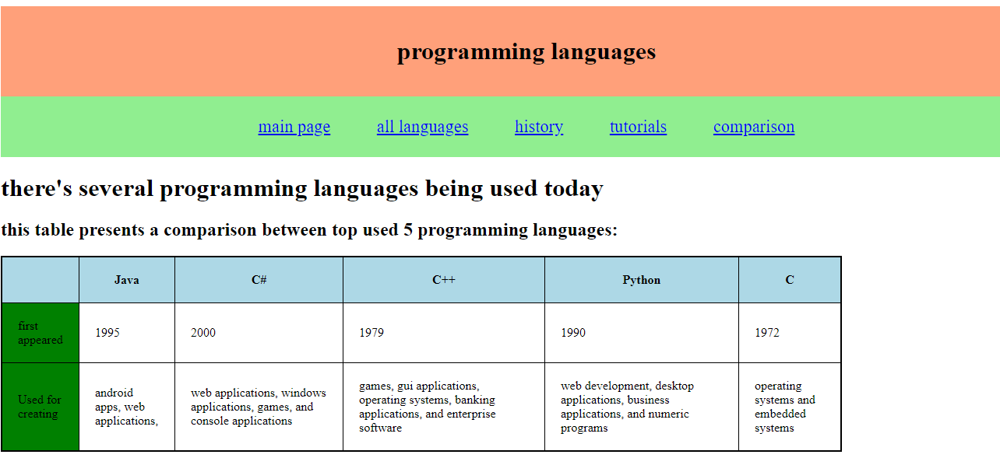 programming languages
main page all languages history tutorials comparison
there's several programming languages being used today
this table presents a comparison between top used 5 programming languages:
Java C# C++ Python C
first appeared 1995 2000 1979 1990 1972
Used for creating
android apps, web applications,
web applications, windows applications, games, and console applications
games, gui applications, operating systems, banking applications, and enterprise software
web development, desktop applications, business applications, and numeric programs
operating systems and embedded systems